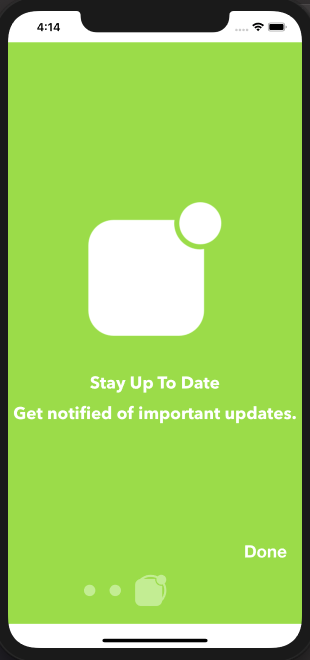 4:14
Stay Up To Date
Get notified of important updates.
Done